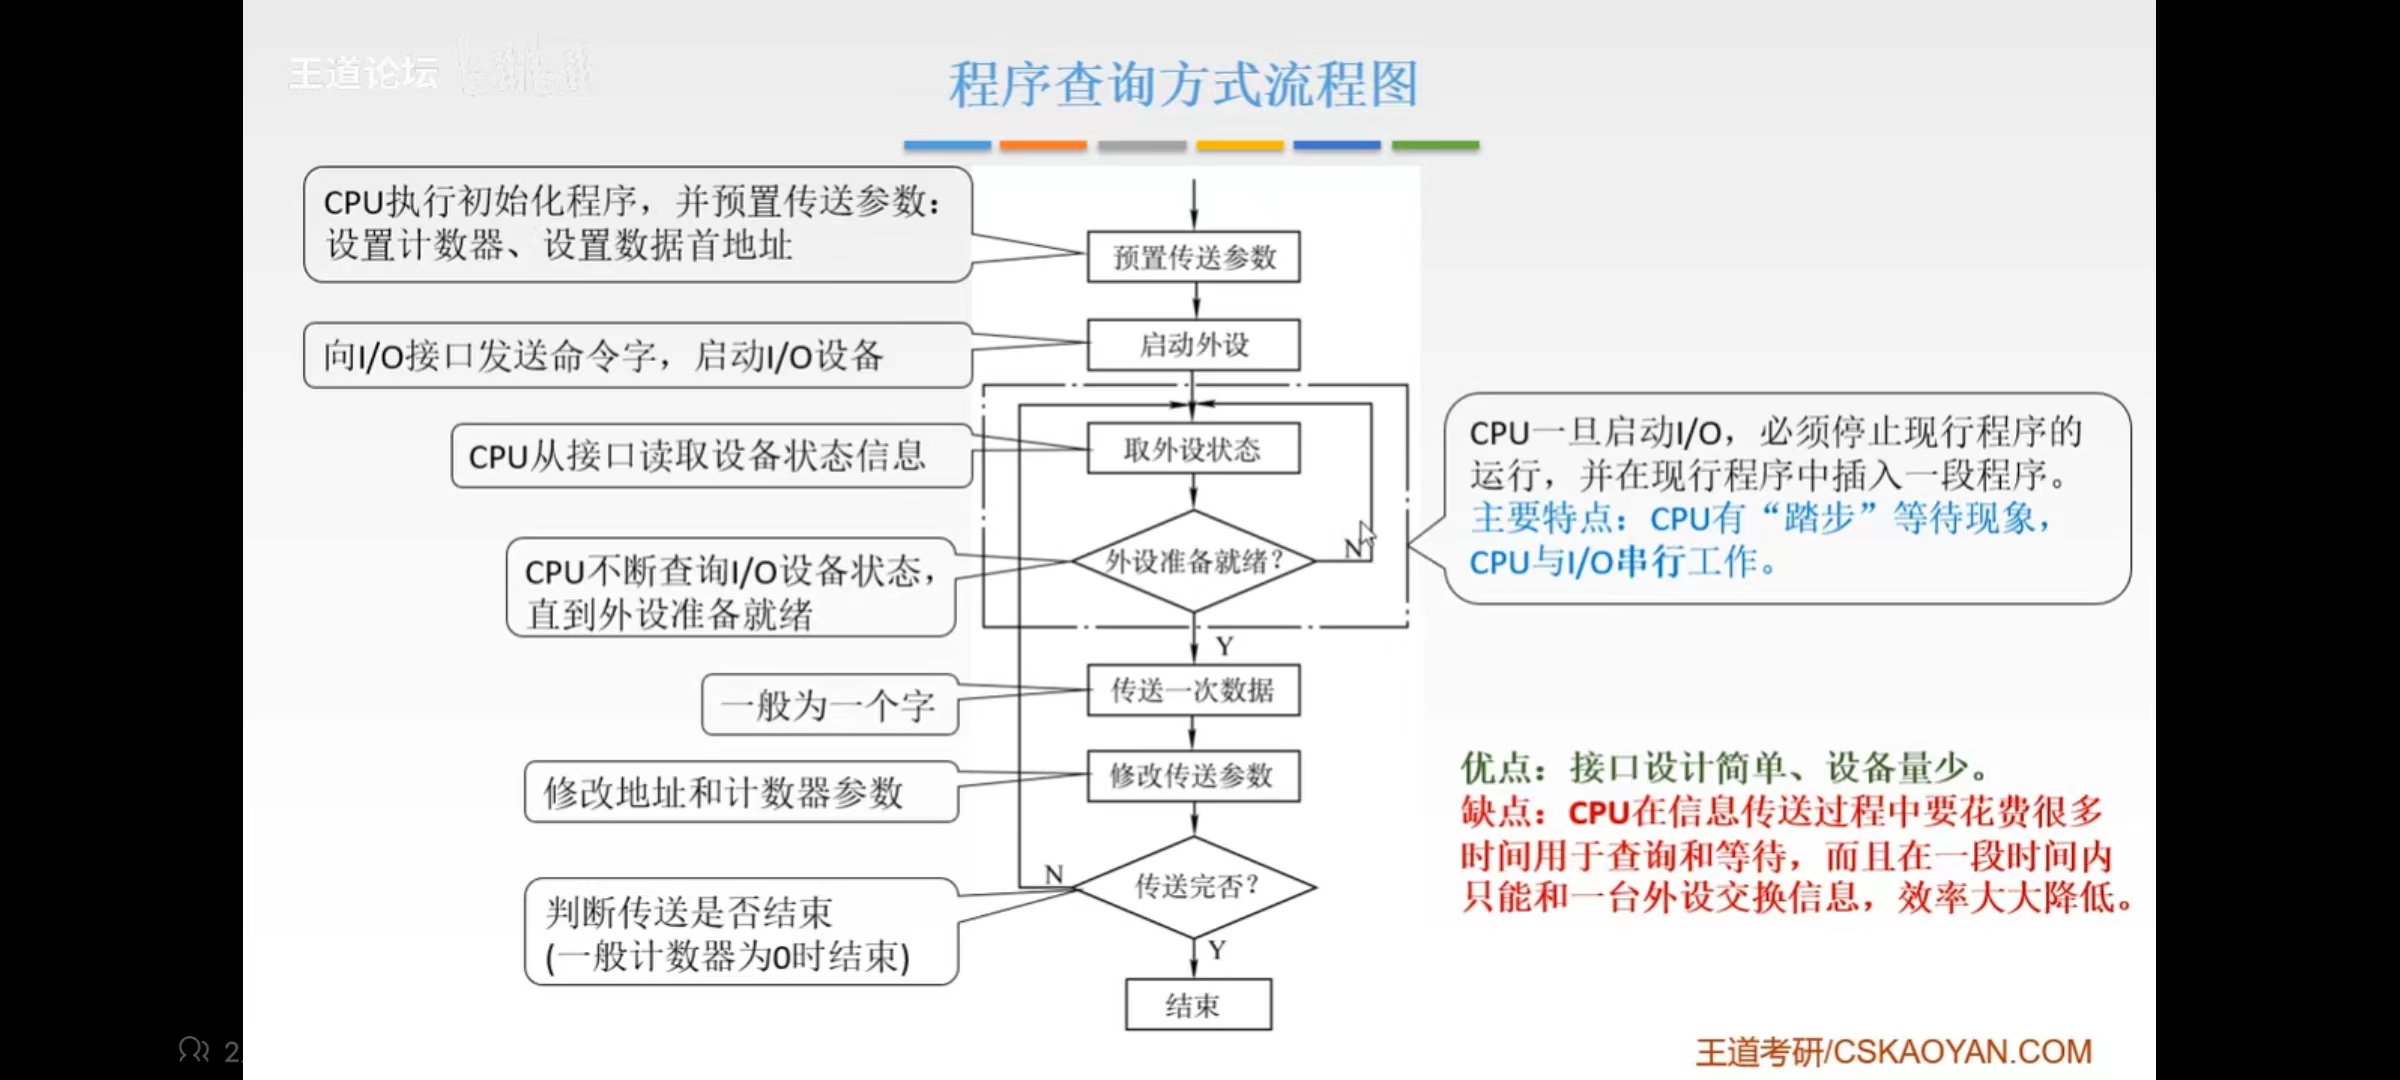 王道论坛
程序查询方式流程图
CPU执行初始化程序，并预置传送参数：
设置计数器、设置数据首地址
预置传送参数
向I/O接口发送命令字，启动I/O设备
启动外设
CPU从接口读取设备状态信息
取外设状态
CPU一旦启动I/O，必须停止现行程序的
运行，并在现行程序中插入一段程序。
主要特点：CPU有“踏步”等待现象，
CPU与I/O串行工作。
CPU不断查询I/O设备状态，
直到外设准备就绪
外设准备就绪？
N
Y
一般为一个字
传送一次数据
修改地址和计数器参数
修改传送参数
优点：接口设计简单、设备量少。
缺点：CPU在信息传送过程中要花费很多
时间用于查询和等待，而且在一段时间内
只能和一台外设交换信息，效率大大降低。
判断传送是否结束
(一般计数器为0时结束)
N
传送完否？
Y
结束
2
王道考研/CSKAOYAN.COM